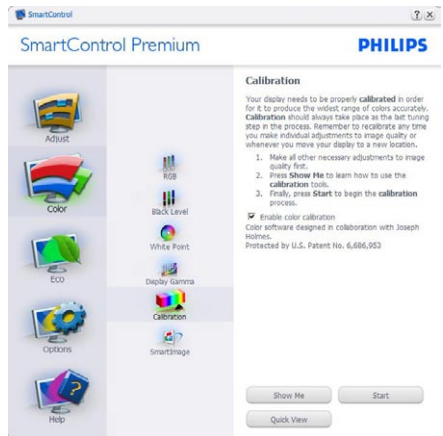 SmartControl
SmartControl Premium
PHILIPS
Adjust
Color
Eco
Options
Help
RGB
Black Level
White Point
Display Gamma
Calibration
SmartImage
Calibration
Your display needs to be properly calibrated in order
for it to produce the widest range of colors accurately.
Calibration should always take place as the last tuning
step in the process. Remember to recalibrate any time
you make individual adjustments to image quality or
whenever you move your display to a new location.
1. Make all other necessary adjustments to image
quality first.
2. Press Show Me to learn how to use the
calibration tools.
3. Finally, press Start to begin the calibration
process.
Enable color calibration
Color software designed in collaboration with Joseph
Holmes.
Protected by U.S. Patent No. 6,686,953
Show Me
Start
Quick View